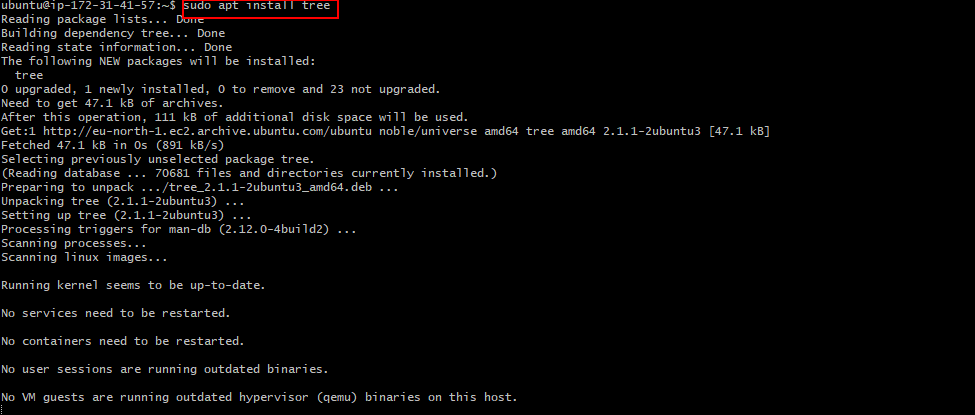 ubuntu@ip-172-31-41-57:~$ sudo apt install tree
Reading package lists... Done
Building dependency tree... Done
Reading state information... Done
The following NEW packages will be installed:
  tree
0 upgraded, 1 newly installed, 0 to remove and 23 not upgraded.
Need to get 47.1 kB of archives.
After this operation, 111 kB of additional disk space will be used.
Get:1 http://eu-north-1.ec2.archive.ubuntu.com/ubuntu noble/universe amd64 tree amd64 2.1.1-2ubuntu3 [47.1 kB]
Fetched 47.1 kB in 0s (891 kB/s)
Selecting previously unselected package tree.
(Reading database ... 70681 files and directories currently installed.)
Preparing to unpack .../tree_2.1.1-2ubuntu3_amd64.deb ...
Unpacking tree (2.1.1-2ubuntu3) ...
Setting up tree (2.1.1-2ubuntu3) ...
Processing triggers for man-db (2.12.0-4build2) ...
Scanning processes...
Scanning linux images...
Running kernel seems to be up-to-date.
No services need to be restarted.
No containers need to be restarted.
No user sessions are running outdated binaries.
No VM guests are running outdated hypervisor (qemu) binaries on this host.